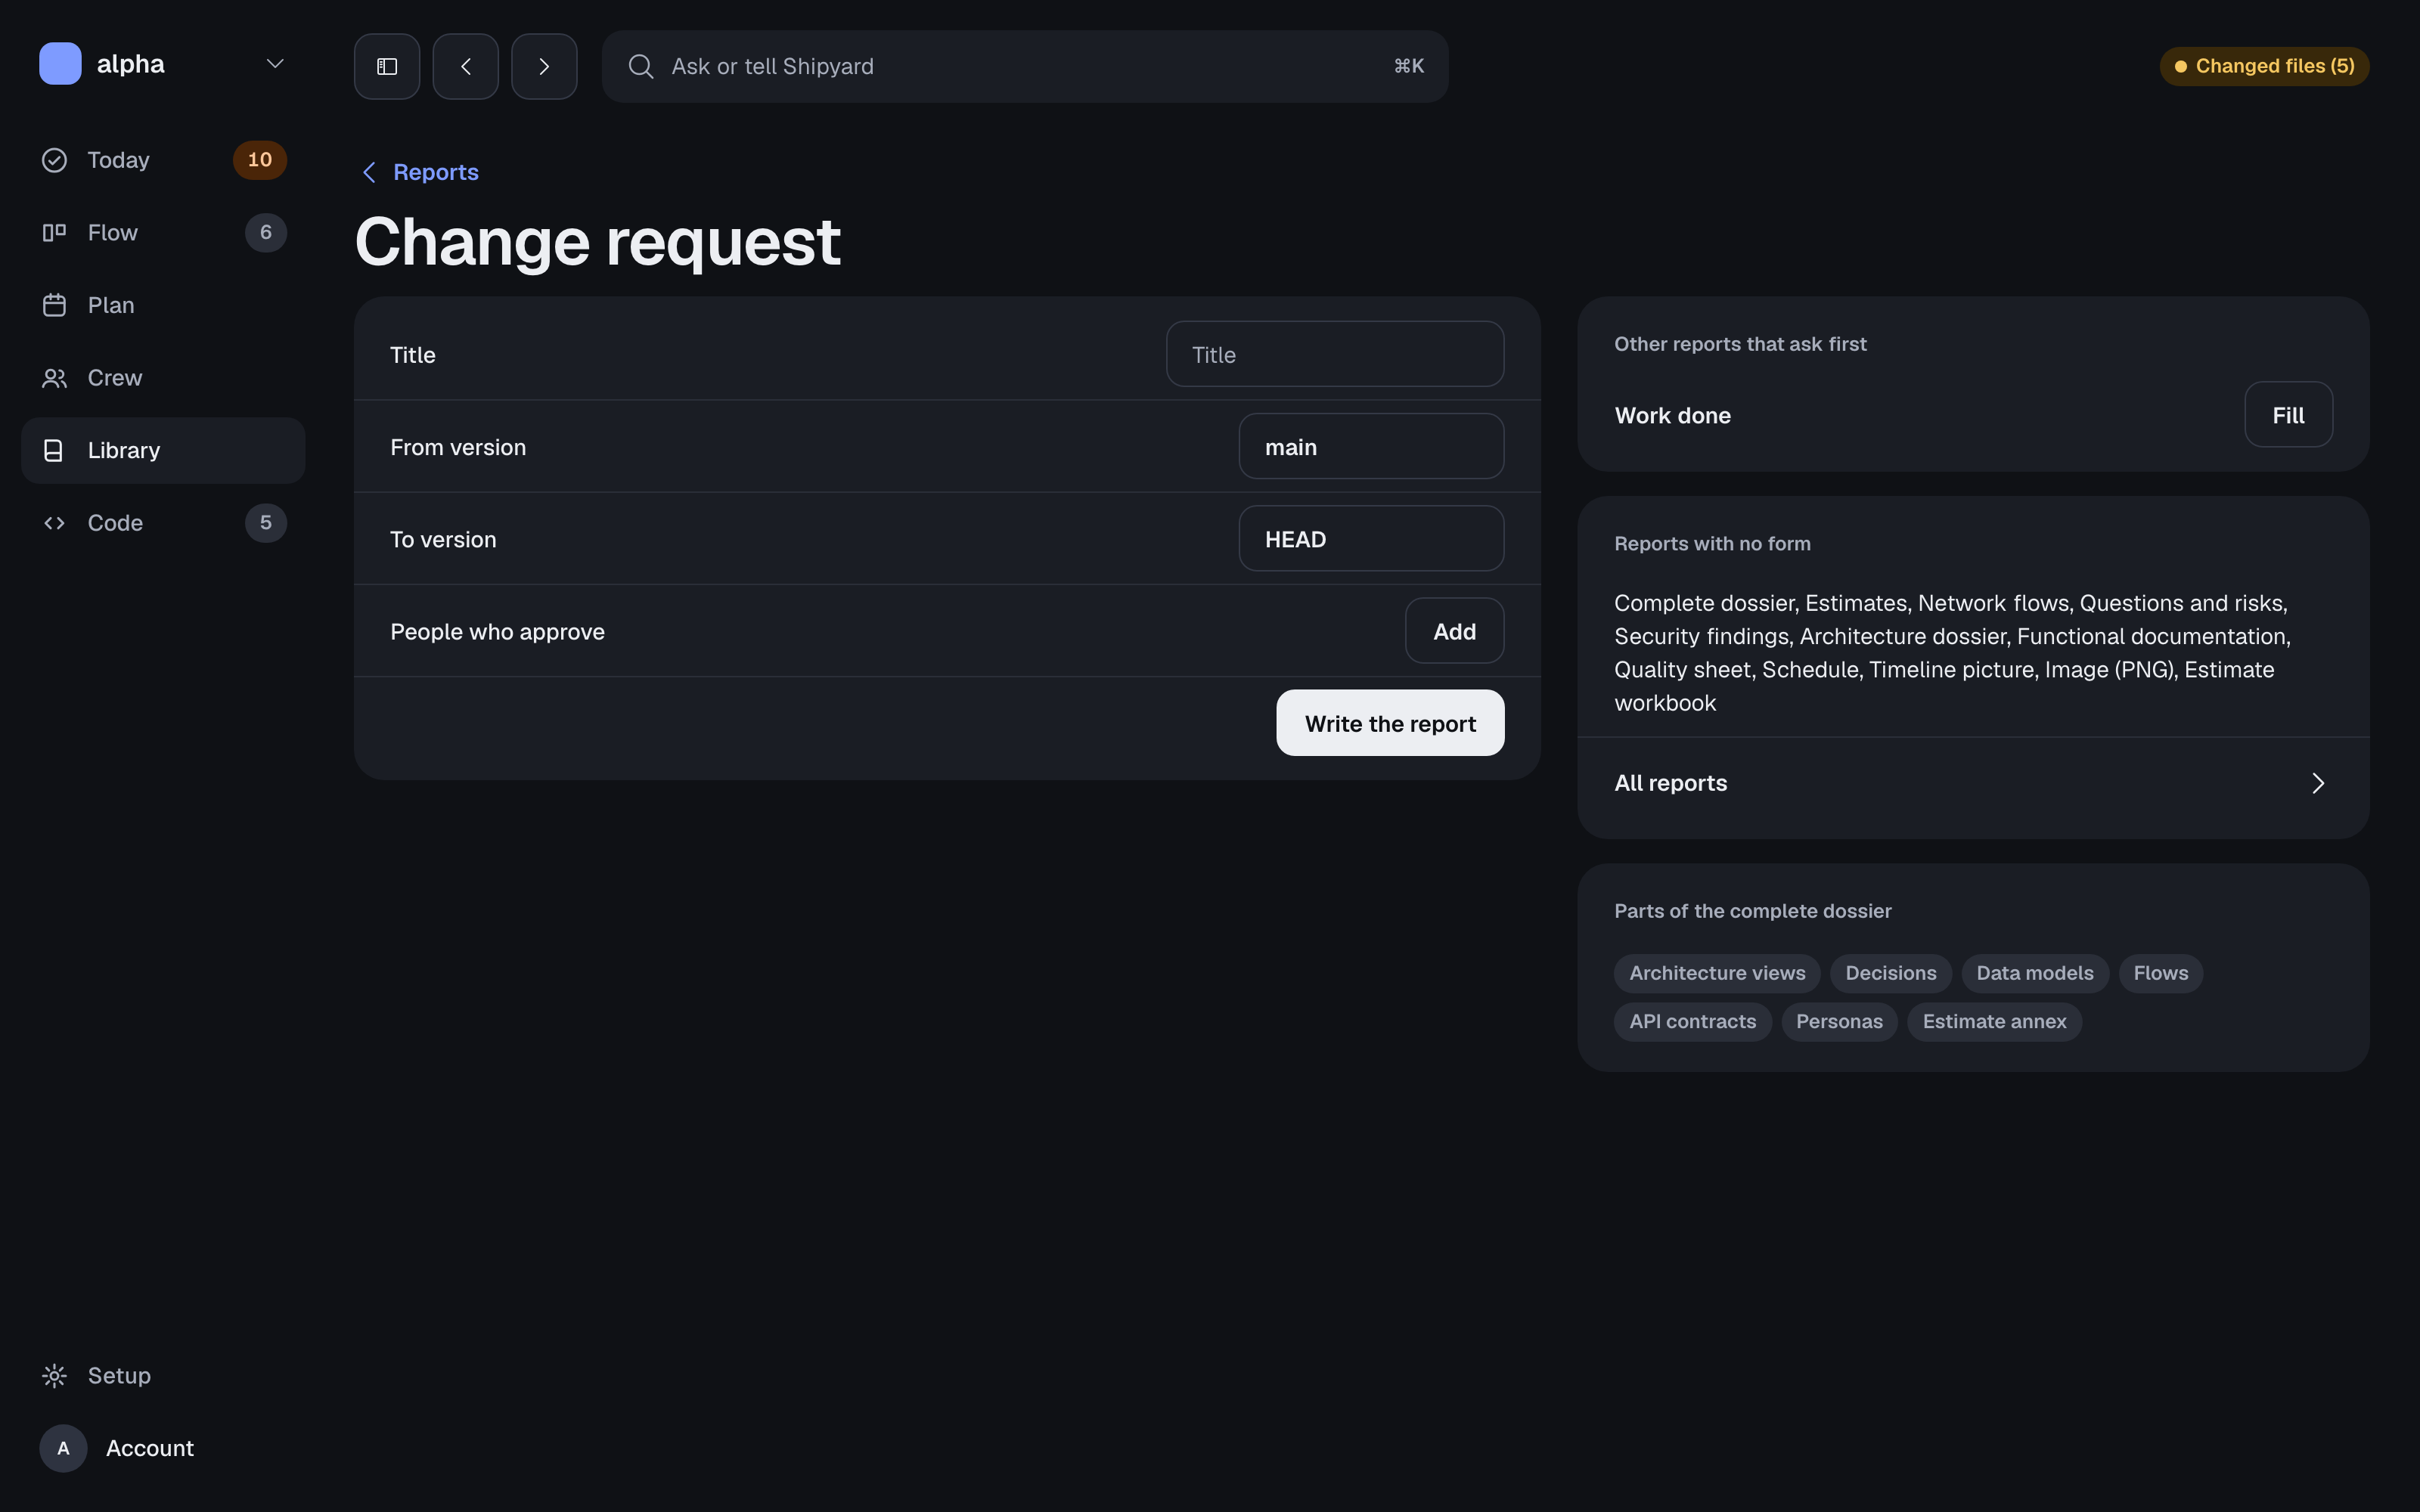 alpha
Ask or tell Shipyard
⌘K
Changed files (5)
Today
10
Flow
6
Plan
Crew
Library
Code
5
Setup
A
Account
Reports
Change request
Title
Title
From version
main
To version
HEAD
People who approve
Add
Write the report
Other reports that ask first
Work done
Fill
Reports with no form
Complete dossier, Estimates, Network flows, Questions and risks,
Security findings, Architecture dossier, Functional documentation,
Quality sheet, Schedule, Timeline picture, Image (PNG), Estimate
workbook
All reports
Parts of the complete dossier
Architecture views
Decisions
Data models
Flows
API contracts
Personas
Estimate annex